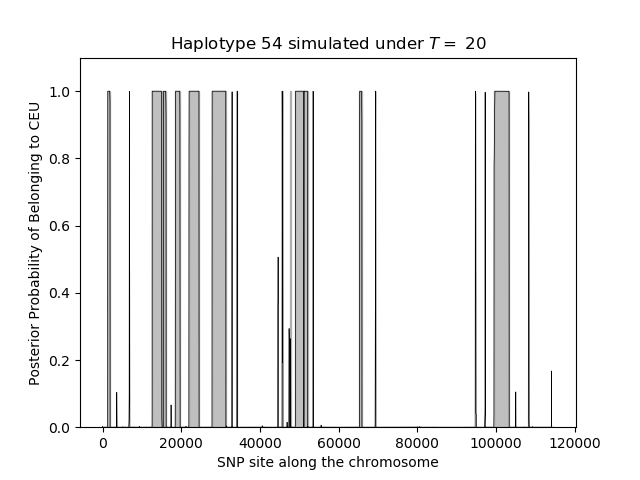 Haplotype 54 simulated under T = 20
Posterior Probability of Belonging to CEU
1.0
0.8
0.6
0.4
0.2
0.0
0 20000 40000 60000 80000 100000 120000
SNP site along the chromosome